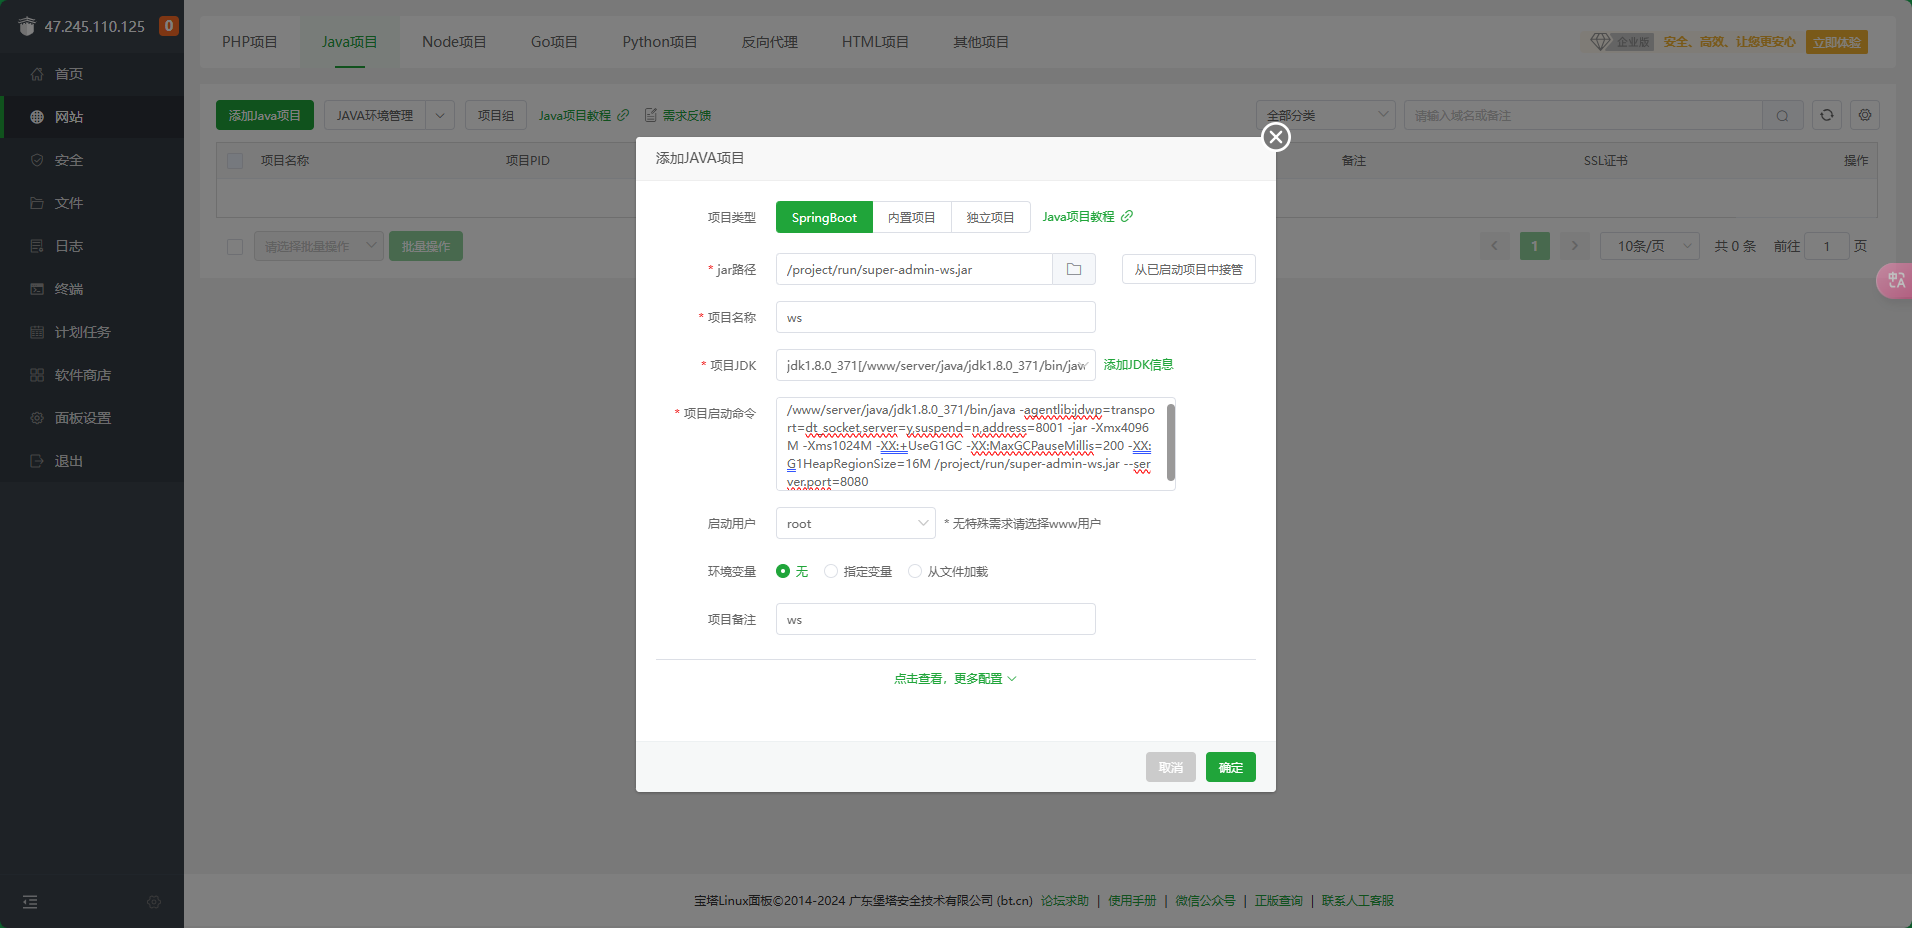 47.245.110.125 0
首页
网站
安全
文件
日志
终端
计划任务
软件商店
面板设置
退出
PHP项目 Java项目 Node项目 Go项目 Python项目 反向代理 HTML项目 其他项目
企业版 安全、高效、让您更安心 立即体验
添加Java项目 JAVA环境管理 项目组 Java项目教程 需求反馈
全部分类 请输入域名或备注
项目名称 项目PID 备注 SSL证书 操作
请选择批量操作 批量操作
1 10条/页 共 0 条 前往 1 页
添加JAVA项目
项目类型 SpringBoot 内置项目 独立项目 Java项目教程
* jar路径 /project/run/super-admin-ws.jar 从已启动项目中接管
* 项目名称 ws
* 项目JDK jdk1.8.0_371[/www/server/java/jdk1.8.0_371/bin/jav 添加JDK信息
* 项目启动命令
/www/server/java/jdk1.8.0_371/bin/java -agentlib:jdwp=transpo
rt=dt_socket,server=y,suspend=n,address=8001 -jar -Xmx4096
M -Xms1024M -XX:+UseG1GC -XX:MaxGCPauseMillis=200 -XX:
G1HeapRegionSize=16M /project/run/super-admin-ws.jar --ser
ver.port=8080
启动用户 root * 无特殊需求请选择www用户
环境变量 无 指定变量 从文件加载
项目备注 ws
点击查看，更多配置
取消 确定
宝塔Linux面板©2014-2024 广东堡塔安全技术有限公司 (bt.cn) 论坛求助 | 使用手册 | 微信公众号 | 正版查询 | 联系人工客服